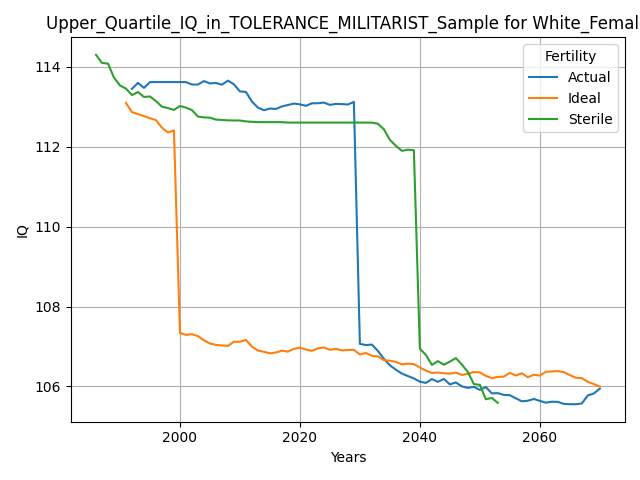 Upper_Quartile_IQ_in_TOLERANCE_MILITARIST_Sample for White_Femal
Fertility
Actual
Ideal
Sterile
114
112
110
108
106
IQ
2000
2020
2040
2060
Years